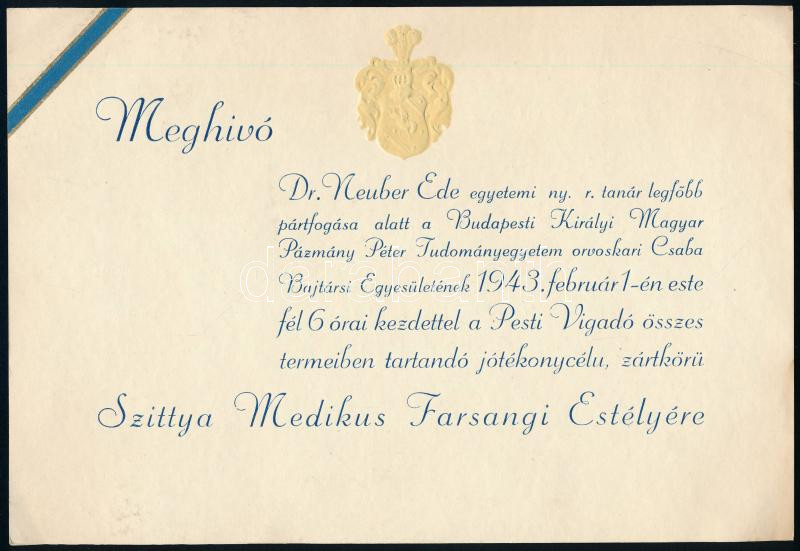 Meghivó
Dr. Neuber Ede egyetemi ny. r. tanár legfőbb
pártfogása alatt a Budapesti Királyi Magyar
Pázmány Péter Tudományegyetem orvoskari Csaba
Bajtársi Egyesületének 1943. február 1-én este
fél 6 órai kezdettel a Pesti Vigadó összes
termeiben tartandó jótékonycélu, zártkörü
Szittya Medikus Farsangi Estélyére